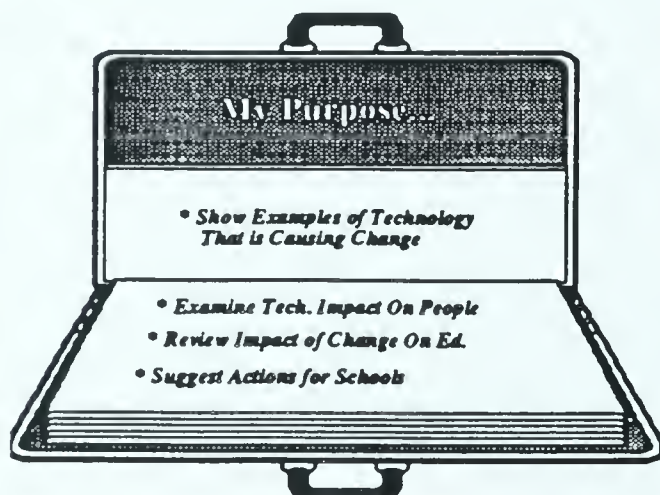 My Purpose...
* Show Examples of Technology
That is Causing Change
* Examine Tech. Impact On People
* Review Impact of Change On Ed.
* Suggest Actions for Schools